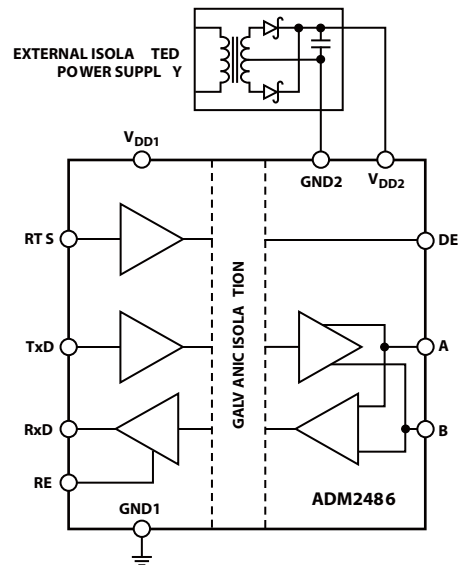 EXTERNAL ISOLA TED
POWER SUPPL Y
VDD1
GND2
VDD2
RT S
DE
GALV ANIC ISOLA TION
TxD
A
RxD
B
RE
GND1
ADM2486